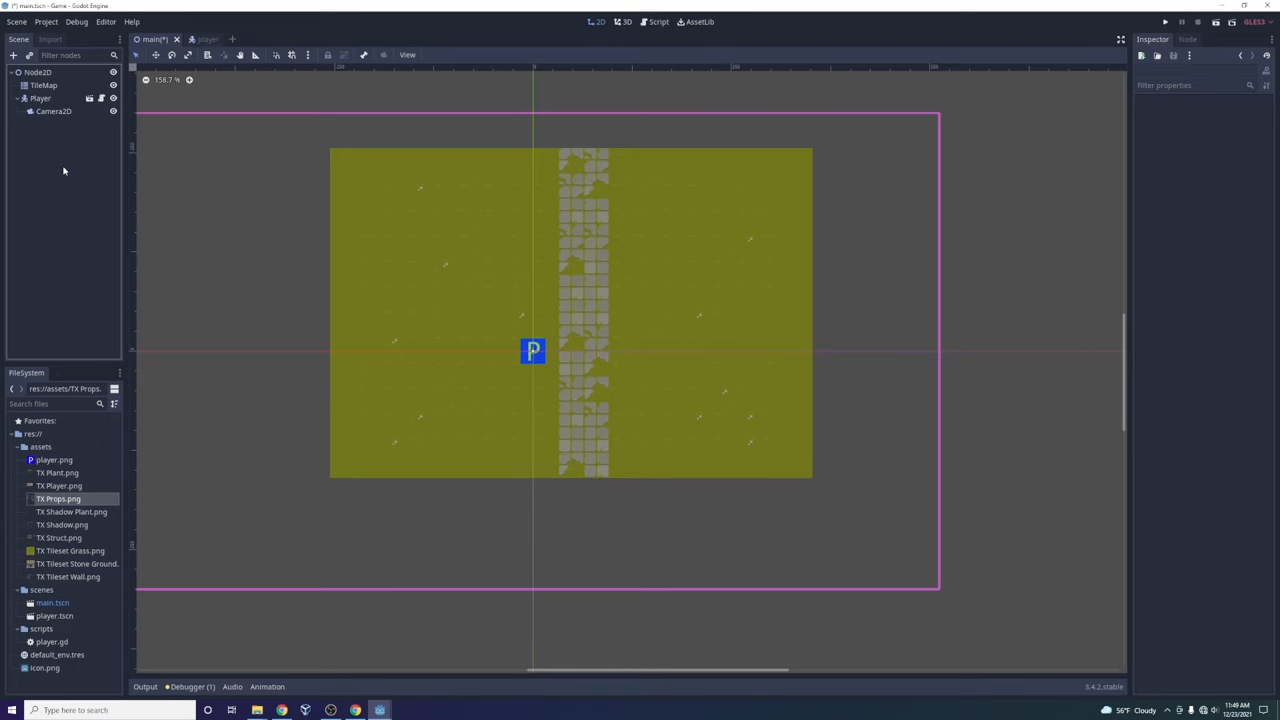 (*) main.tscn - Game - Godot Engine
Scene Project Debug Editor Help
2D 3D Script AssetLib
GLES3
Scene Import
main(*) player
Inspector Node
Filter nodes
View
Node2D
158.7 %
TileMap
Filter properties
Player
Camera2D
P
FileSystem
res://assets/TX Props.
Search files
Favorites:
res://
assets
player.png
TX Plant.png
TX Player.png
TX Props.png
TX Shadow Plant.png
TX Shadow.png
TX Struct.png
TX Tileset Grass.png
TX Tileset Stone Ground.
TX Tileset Wall.png
scenes
main.tscn
player.tscn
scripts
player.gd
default_env.tres
icon.png
Output Debugger (1) Audio Animation
3.4.2.stable
Type here to search
56°F Cloudy
11:49 AM
12/23/2021